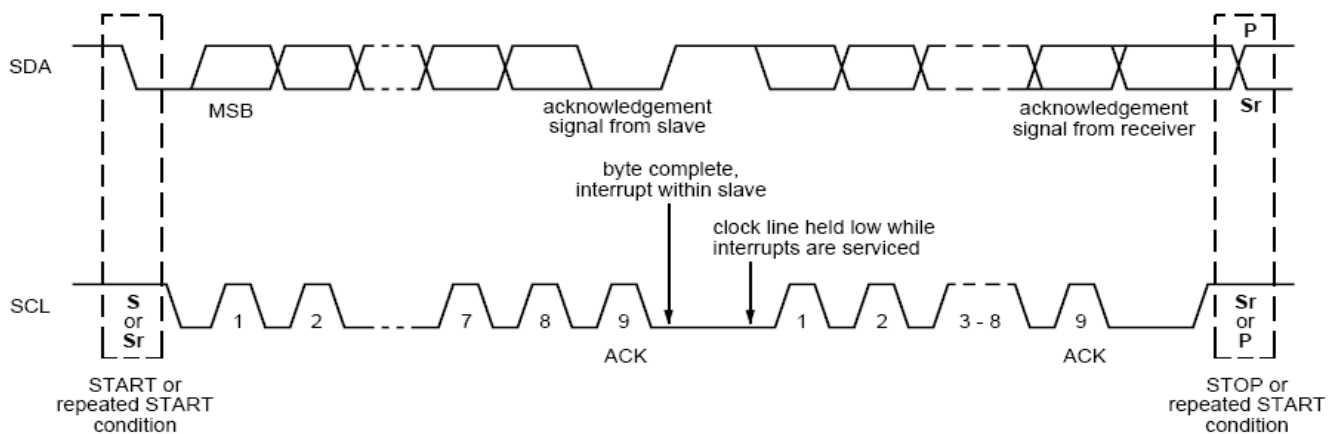 P
SDA
MSB
acknowledgement
signal from slave
acknowledgement
signal from receiver
Sr
byte complete,
interrupt within slave
clock line held low while
interrupts are serviced
SCL
S
or
Sr
1
2
7
8
9
1
2
3 - 8
9
Sr
or
P
ACK
ACK
START or
repeated START
condition
STOP or
repeated START
condition